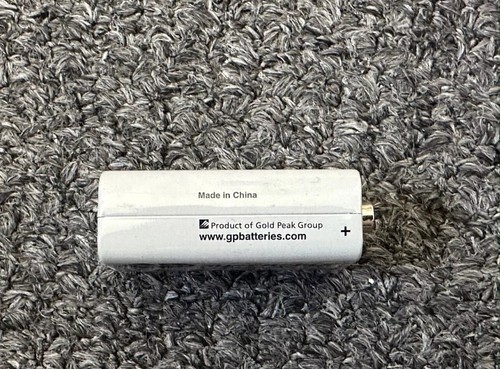 Made in China
Product of Gold Peak Group
www.gpbatteries.com
+